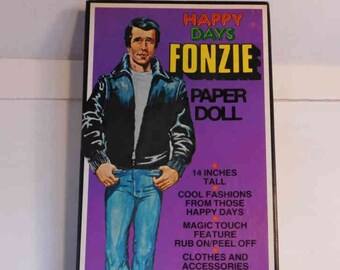 HAPPY
DAYS
FONZIE
PAPER
DOLL
14 INCHES
TALL
COOL FASHIONS
FROM THOSE
HAPPY DAYS
MAGIC TOUCH
FEATURE
RUB ON/PEEL OFF
CLOTHES AND
ACCESSORIES